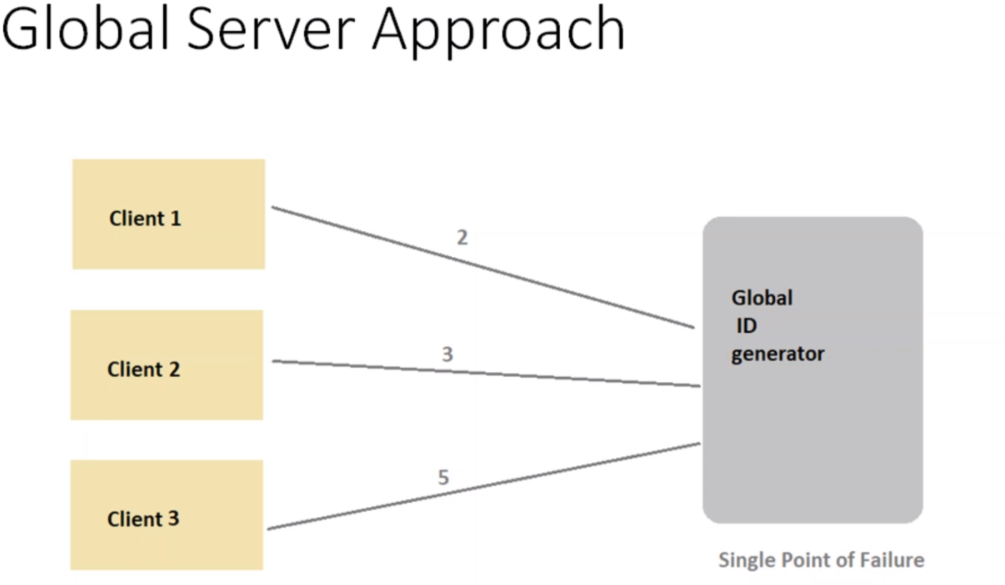 Global Server Approach
Client 1
2
Global
ID
generator
Client 2
3
Client 3
5
Single Point of Failure